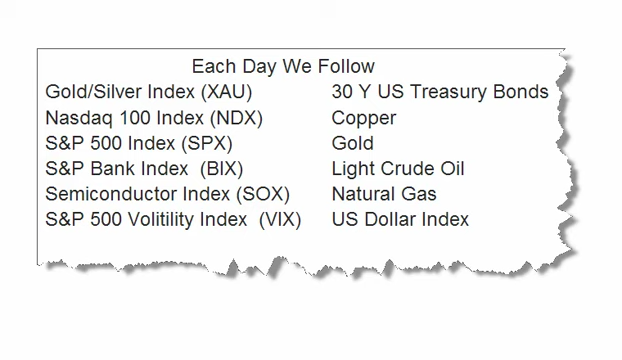 Each Day We Follow
Gold/Silver Index (XAU) 30 Y US Treasury Bonds
Nasdaq 100 Index (NDX) Copper
S&P 500 Index (SPX) Gold
S&P Bank Index (BIX) Light Crude Oil
Semiconductor Index (SOX) Natural Gas
S&P 500 Volitility Index (VIX) US Dollar Index